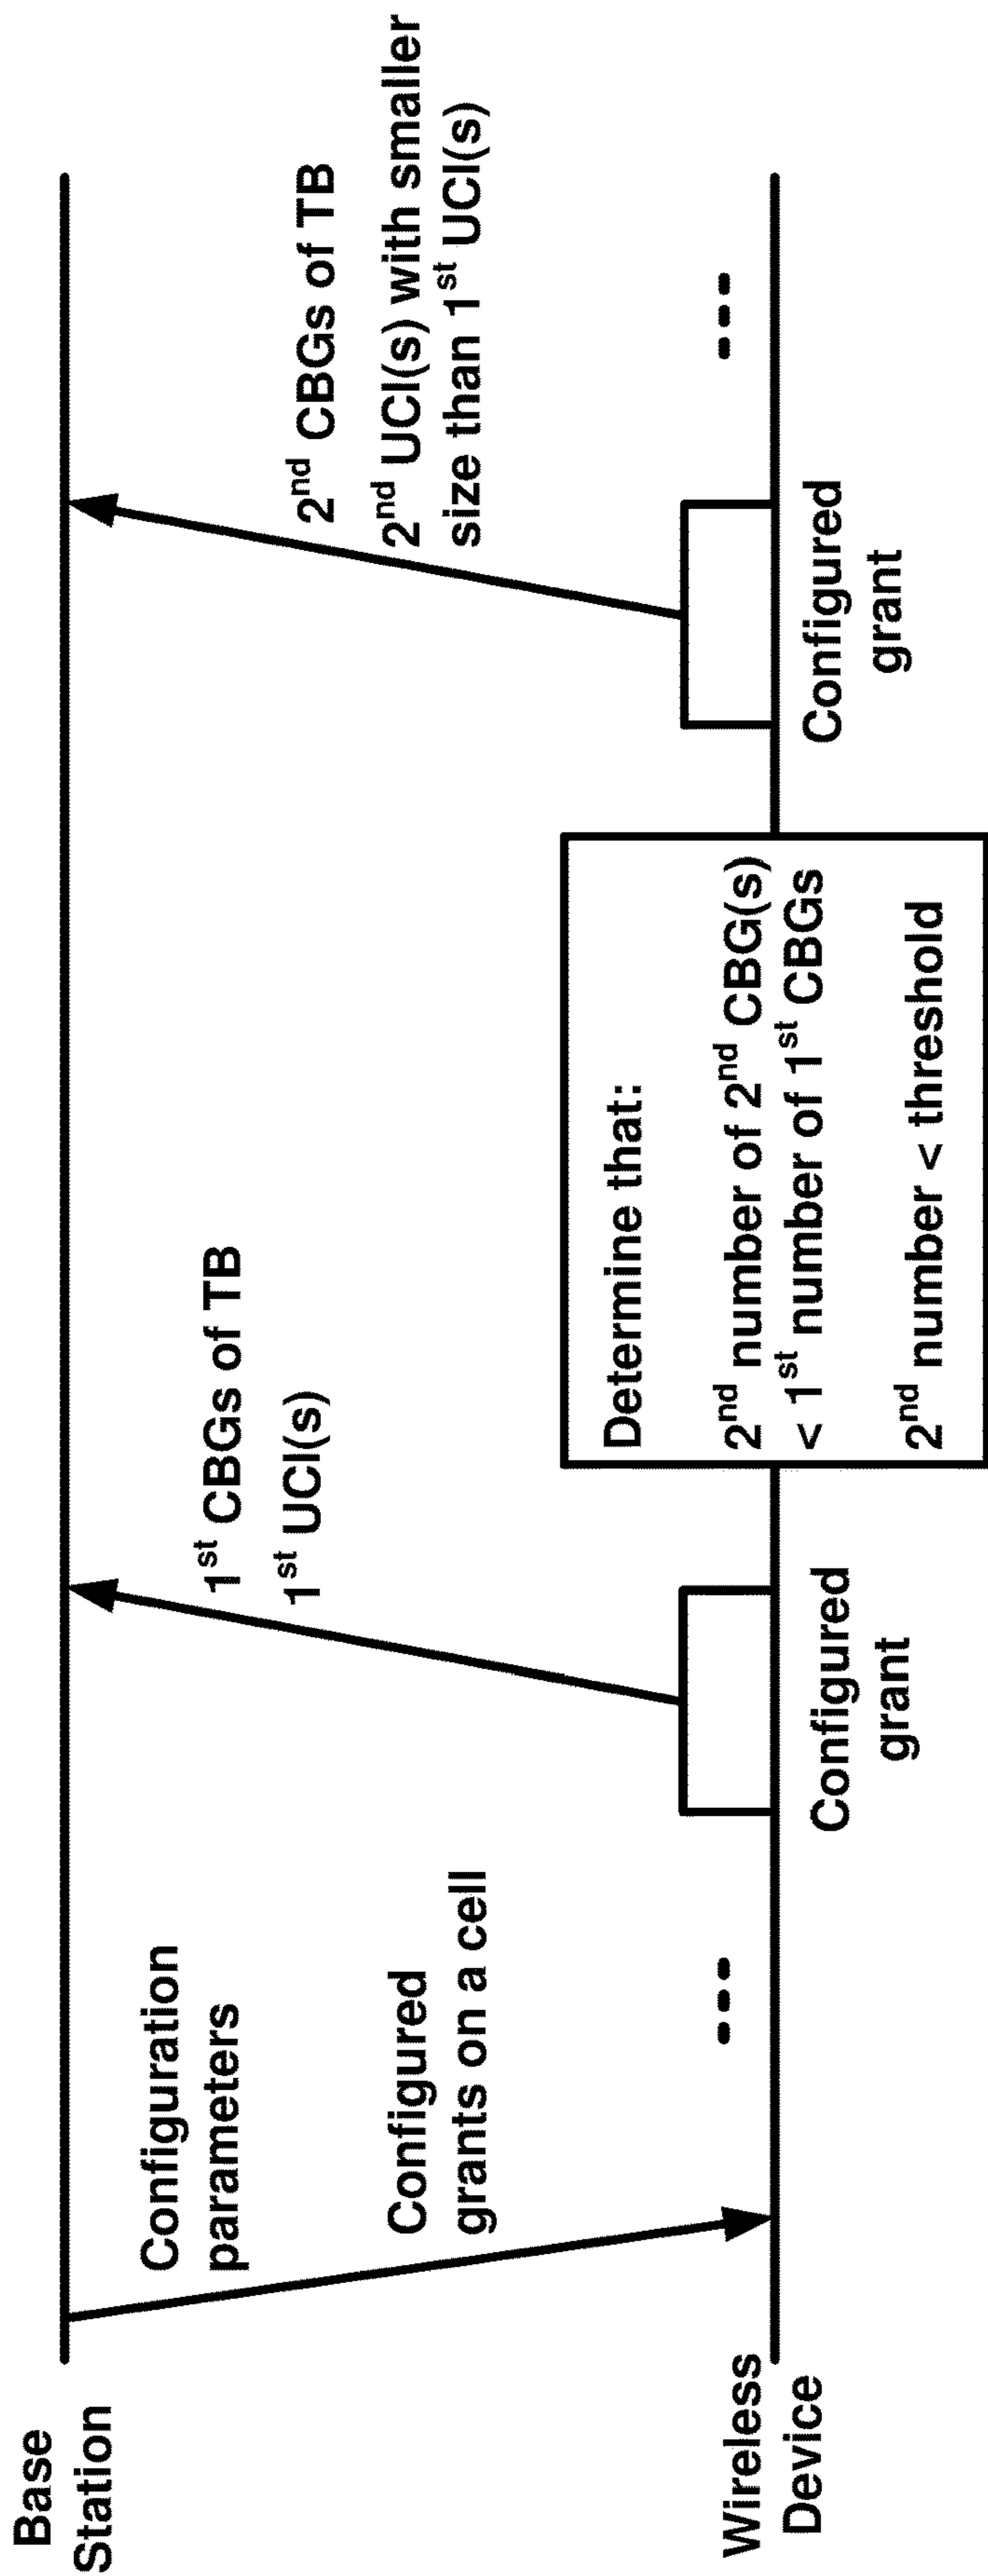 Base
Station
Configuration
parameters
Configured
grants on a cell
1st CBGs of TB
1st UCI(s)
2nd CBGs of TB
2nd UCI(s) with smaller
size than 1st UCI(s)
Wireless
Device
Configured
grant
Determine that:
2nd number of 2nd CBG(s)
< 1st number of 1st CBGs
2nd number < threshold
Configured
grant